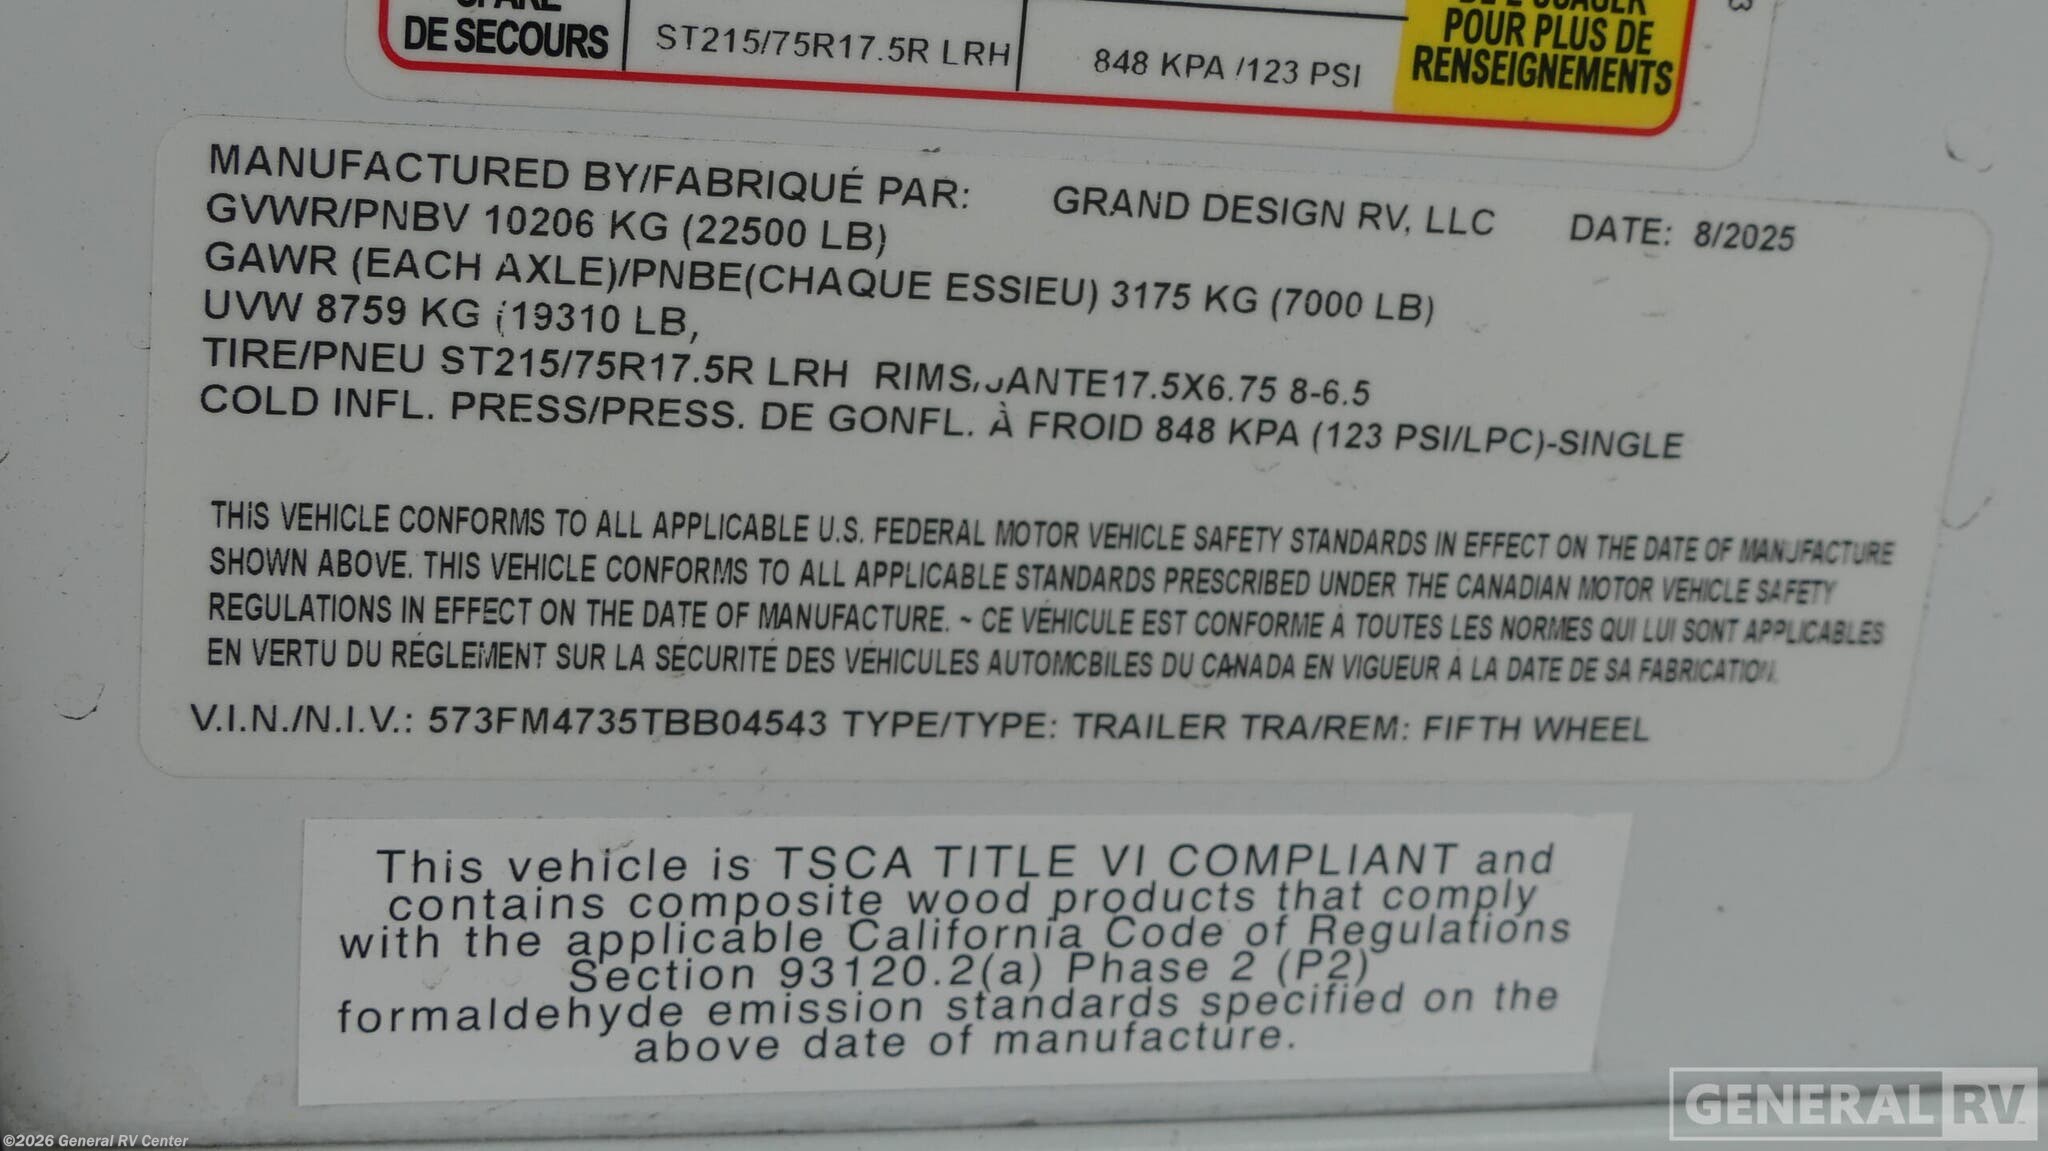 DE SECOURS
ST215/75R17.5R LRH
848 KPA /123 PSI
POUR PLUS DE
RENSEIGNEMENTS
MANUFACTURED BY/FABRIQUÉ PAR: GRAND DESIGN RV, LLC DATE: 8/2025
GVWR/PNBV 10206 KG (22500 LB)
GAWR (EACH AXLE)/PNBE(CHAQUE ESSIEU) 3175 KG (7000 LB)
UVW 8759 KG (19310 LB)
TIRE/PNEU ST215/75R17.5R LRH RIMS/JANTE17.5X6.75 8-6.5
COLD INFL. PRESS/PRESS. DE GONFL. À FROID 848 KPA (123 PSI/LPC)-SINGLE
THIS VEHICLE CONFORMS TO ALL APPLICABLE U.S. FEDERAL MOTOR VEHICLE SAFETY STANDARDS IN EFFECT ON THE DATE OF MANUFACTURE
SHOWN ABOVE. THIS VEHICLE CONFORMS TO ALL APPLICABLE STANDARDS PRESCRIBED UNDER THE CANADIAN MOTOR VEHICLE SAFETY
REGULATIONS IN EFFECT ON THE DATE OF MANUFACTURE. ~ CE VÉHICULE EST CONFORME À TOUTES LES NORMES QUI LUI SONT APPLICABLES
EN VERTU DU RÉGLEMENT SUR LA SÉCURITÉ DES VÉHICULES AUTOMOBILES DU CANADA EN VIGUEUR À LA DATE DE SA FABRICATION.
V.I.N./N.I.V.: 573FM4735TBB04543 TYPE/TYPE: TRAILER TRA/REM: FIFTH WHEEL
This vehicle is TSCA TITLE VI COMPLIANT and
contains composite wood products that comply
with the applicable California Code of Regulations
Section 93120.2(a) Phase 2 (P2)
formaldehyde emission standards specified on the
above date of manufacture.
GENERAL RV
©2026 General RV Center